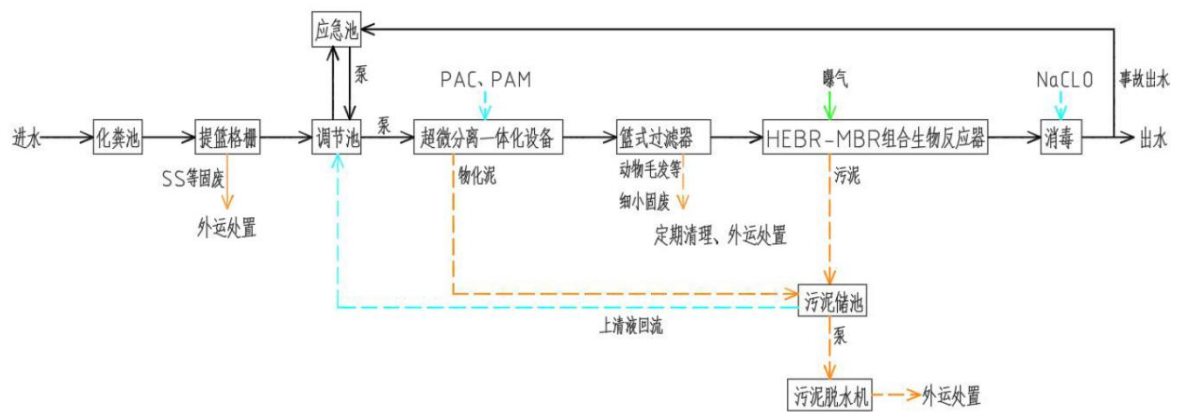 应急池
泵
PAC、PAM
曝气
NaCLO
事故出水
进水
化粪池
提篮格栅
调节池
泵
超微分离一体化设备
篮式过滤器
HEBR-MBR组合生物反应器
消毒
出水
SS等固废
物化泥
动物毛发等
污泥
细小固废
外运处置
定期清理、外运处置
污泥储池
上清液回流
泵
污泥脱水机
外运处置